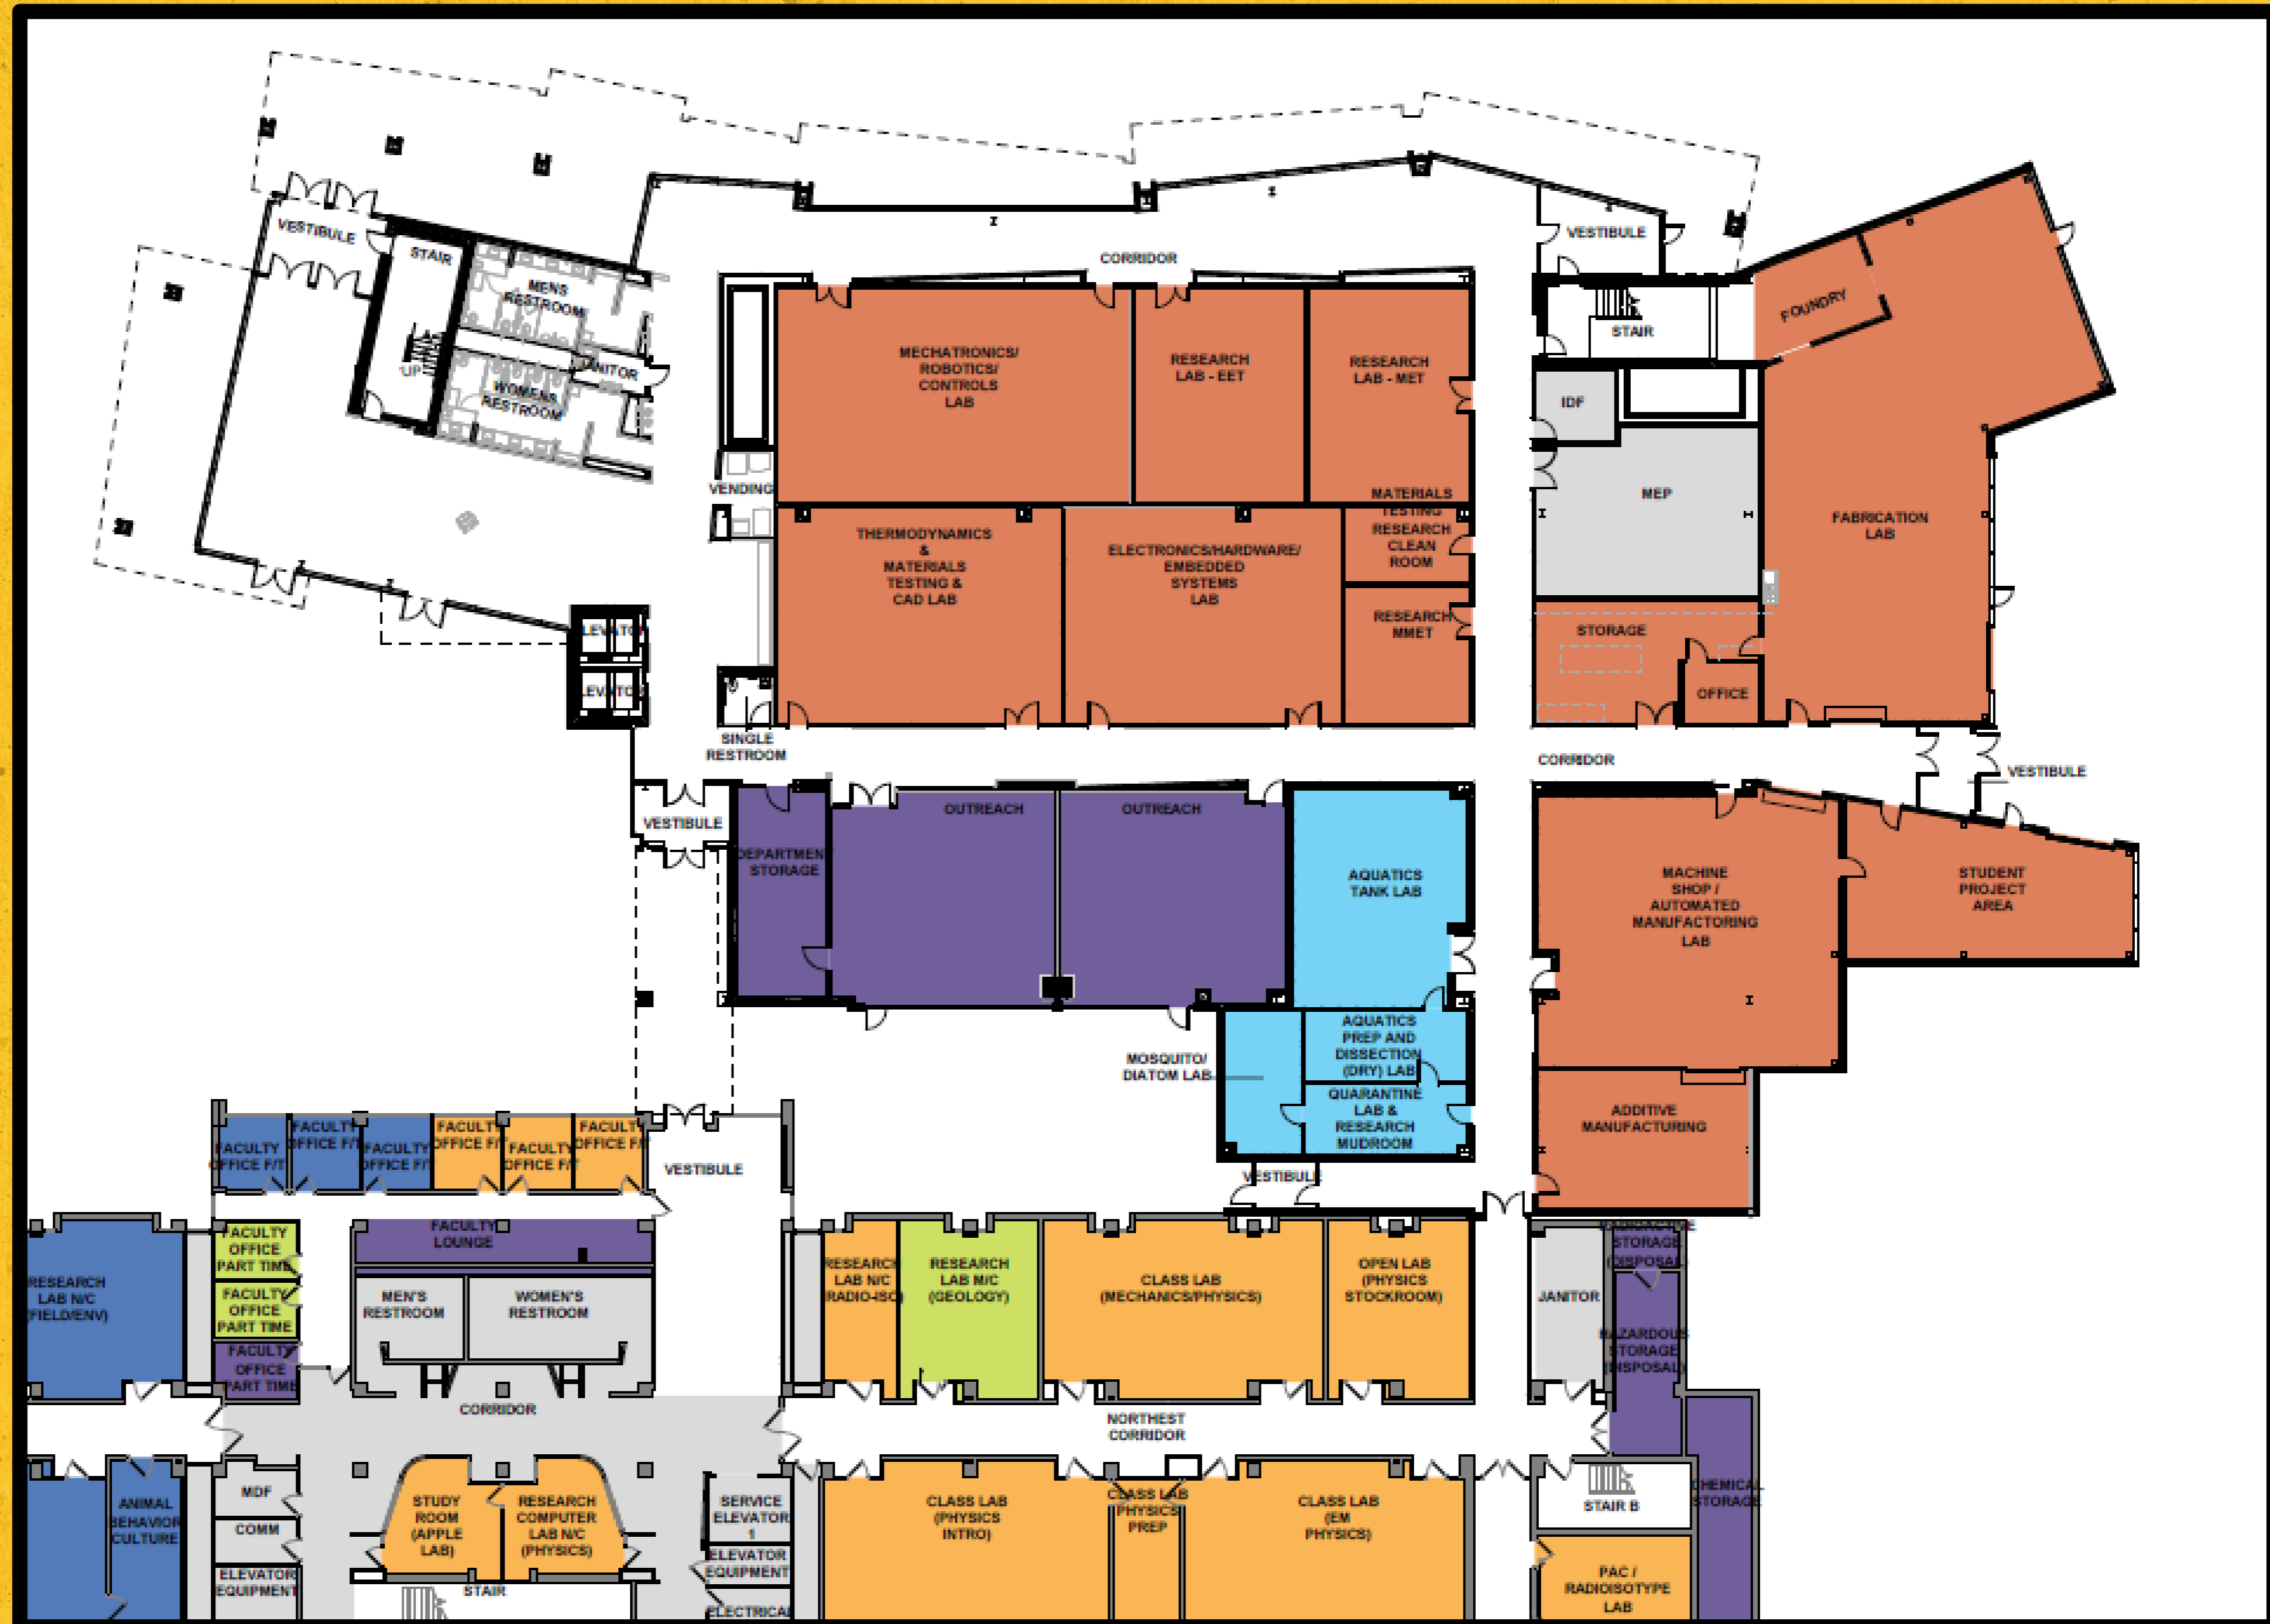 VESTIBULE
STAIR
UP
MENS
RESTROOM
JANITOR
WOMENS
RESTROOM
CORRIDOR
VESTIBULE
STAIR
FOUNDRY
MECHATRONICS/
ROBOTICS/
CONTROLS
LAB
RESEARCH
LAB - EET
RESEARCH
LAB - MET
IDF
MEP
FABRICATION
LAB
VENDING
THERMODYNAMICS
&
MATERIALS
TESTING &
CAD LAB
ELECTRONICS/HARDWARE/
EMBEDDED
SYSTEMS
LAB
MATERIALS
TESTING
RESEARCH
CLEAN
ROOM
RESEARCH
MMET
STORAGE
OFFICE
ELEVATOR
ELEVATOR
SINGLE
RESTROOM
CORRIDOR
VESTIBULE
VESTIBULE
DEPARTMENT
STORAGE
OUTREACH
OUTREACH
AQUATICS
TANK LAB
MACHINE
SHOP /
AUTOMATED
MANUFACTORING
LAB
STUDENT
PROJECT
AREA
MOSQUITO/
DIATOM LAB
AQUATICS
PREP AND
DISSECTION
(DRY) LAB
QUARANTINE
LAB &
RESEARCH
MUDROOM
ADDITIVE
MANUFACTURING
VESTIBULE
FACULTY
OFFICE F/T
FACULTY
OFFICE F/T
FACULTY
OFFICE F/T
FACULTY
OFFICE F/T
FACULTY
OFFICE F/T
FACULTY
OFFICE F/T
VESTIBULE
RESEARCH
LAB N/C
(FIELD/ENV)
FACULTY
OFFICE
PART TIME
FACULTY
OFFICE
PART TIME
FACULTY
OFFICE
PART TIME
FACULTY
LOUNGE
MEN'S
RESTROOM
WOMEN'S
RESTROOM
RESEARCH
LAB N/C
(RADIO-ISO)
RESEARCH
LAB M/C
(GEOLOGY)
CLASS LAB
(MECHANICS/PHYSICS)
OPEN LAB
(PHYSICS
STOCKROOM)
JANITOR
RADIOACTIVE
STORAGE
(DISPOSAL)
HAZARDOUS
STORAGE
(DISPOSAL)
CORRIDOR
NORTHEST
CORRIDOR
ANIMAL
BEHAVIOR
CULTURE
MDF
COMM
ELEVATOR
EQUIPMENT
STUDY
ROOM
(APPLE
LAB)
RESEARCH
COMPUTER
LAB N/C
(PHYSICS)
STAIR
SERVICE
ELEVATOR
1
ELEVATOR
EQUIPMENT
ELECTRICAL
CLASS LAB
(PHYSICS
INTRO)
CLASS LAB
PHYSICS
PREP
CLASS LAB
(EM
PHYSICS)
STAIR B
CHEMICAL
STORAGE
PAC /
RADIOISOTYPE
LAB